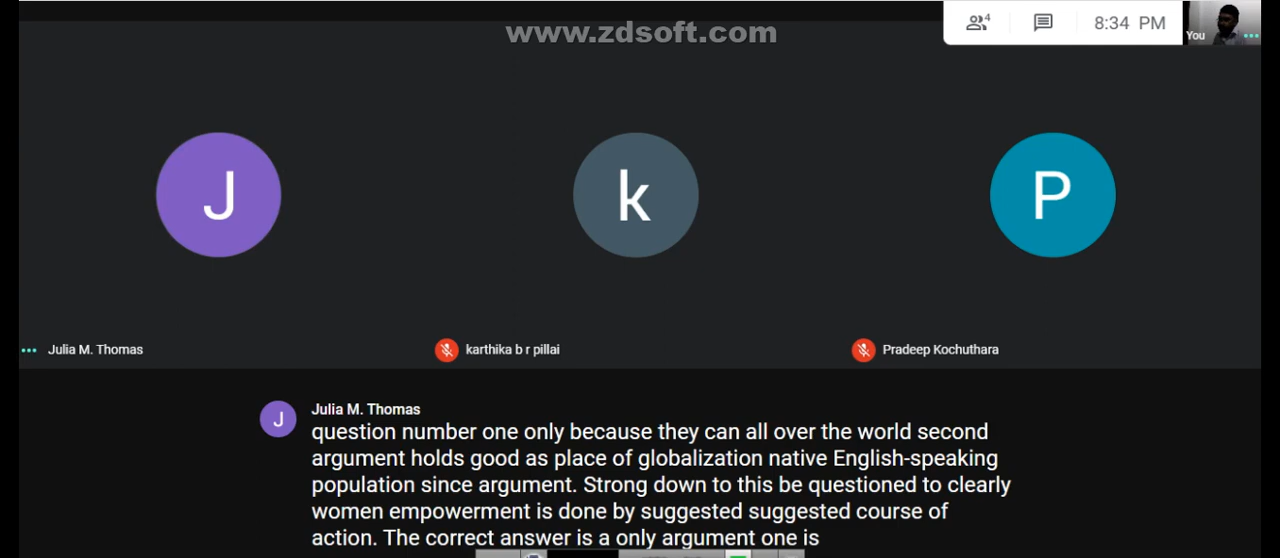 www.zdsoft.com
4
8:34 PM
You
J
k
P
Julia M. Thomas
karthika b r pillai
Pradeep Kochuthara
J
Julia M. Thomas
question number one only because they can all over the world second
argument holds good as place of globalization native English-speaking
population since argument. Strong down to this be questioned to clearly
women empowerment is done by suggested suggested course of
action. The correct answer is a only argument one is